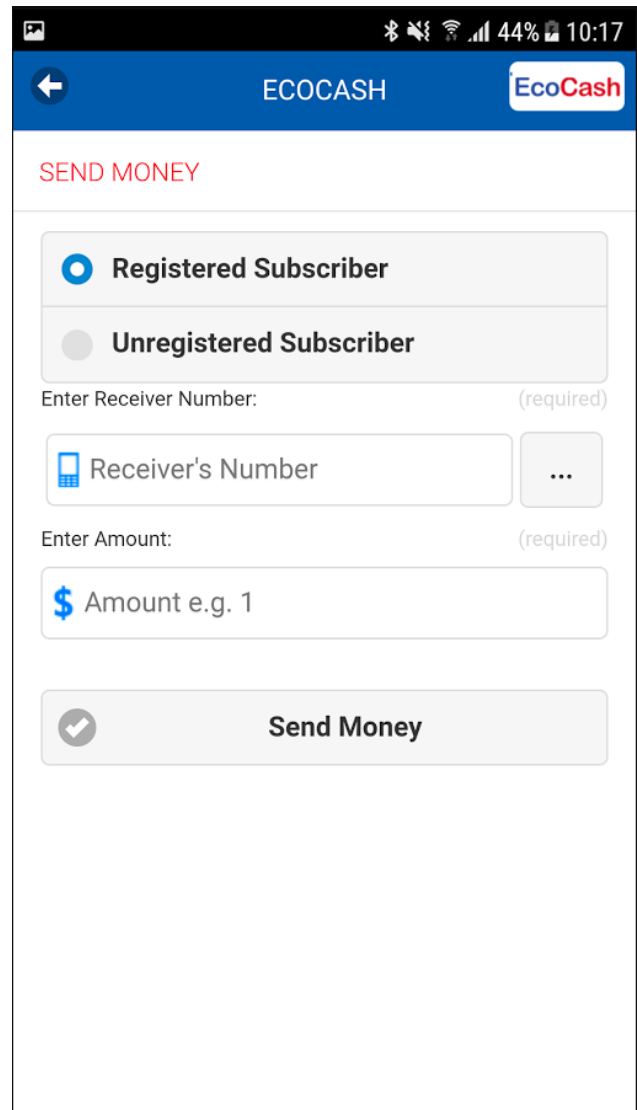 44% 10:17
ECOCASH
EcoCash
SEND MONEY
Registered Subscriber
Unregistered Subscriber
Enter Receiver Number: (required)
Receiver's Number ...
Enter Amount: (required)
$ Amount e.g. 1
Send Money